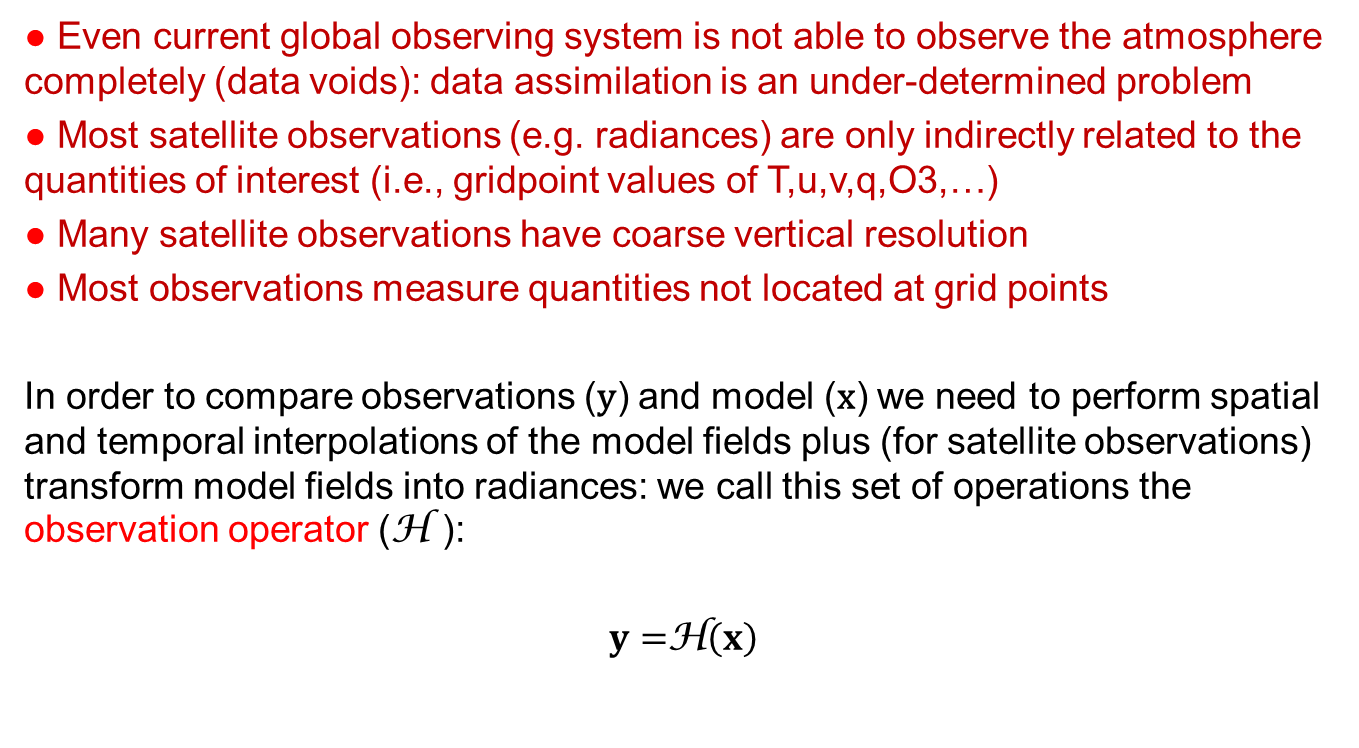 ● Even current global observing system is not able to observe the atmosphere
completely (data voids): data assimilation is an under-determined problem
● Most satellite observations (e.g. radiances) are only indirectly related to the
quantities of interest (i.e., gridpoint values of T,u,v,q,O3,…)
● Many satellite observations have coarse vertical resolution
● Most observations measure quantities not located at grid points
In order to compare observations (y) and model (x) we need to perform spatial
and temporal interpolations of the model fields plus (for satellite observations)
transform model fields into radiances: we call this set of operations the
observation operator (ℋ ):
y =ℋ(x)